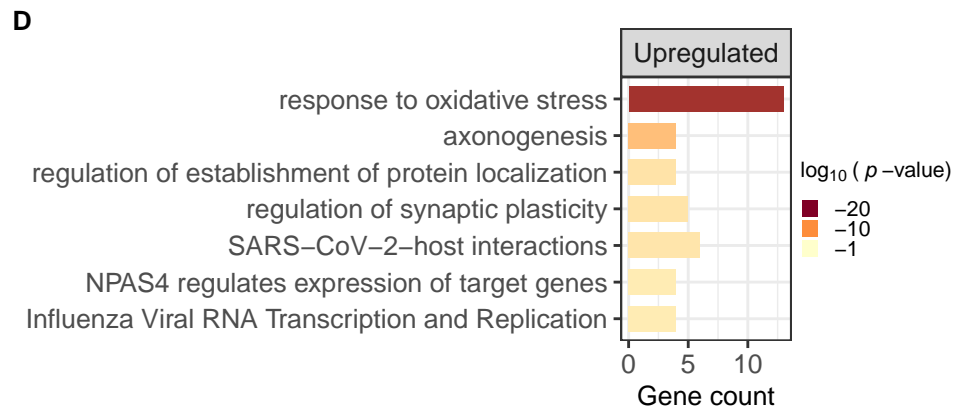 D
Upregulated
response to oxidative stress
axonogenesis
regulation of establishment of protein localization
regulation of synaptic plasticity
SARS−CoV−2−host interactions
NPAS4 regulates expression of target genes
Influenza Viral RNA Transcription and Replication
0 5 10
Gene count
log₁₀ ( p −value)
−20
−10
−1